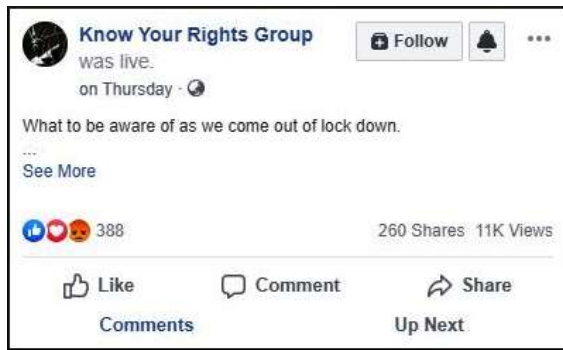 Know Your Rights Group
Follow
was live.
on Thursday ·
What to be aware of as we come out of lock down.
...
See More
388
260 Shares 11K Views
Like Comment Share
Comments Up Next